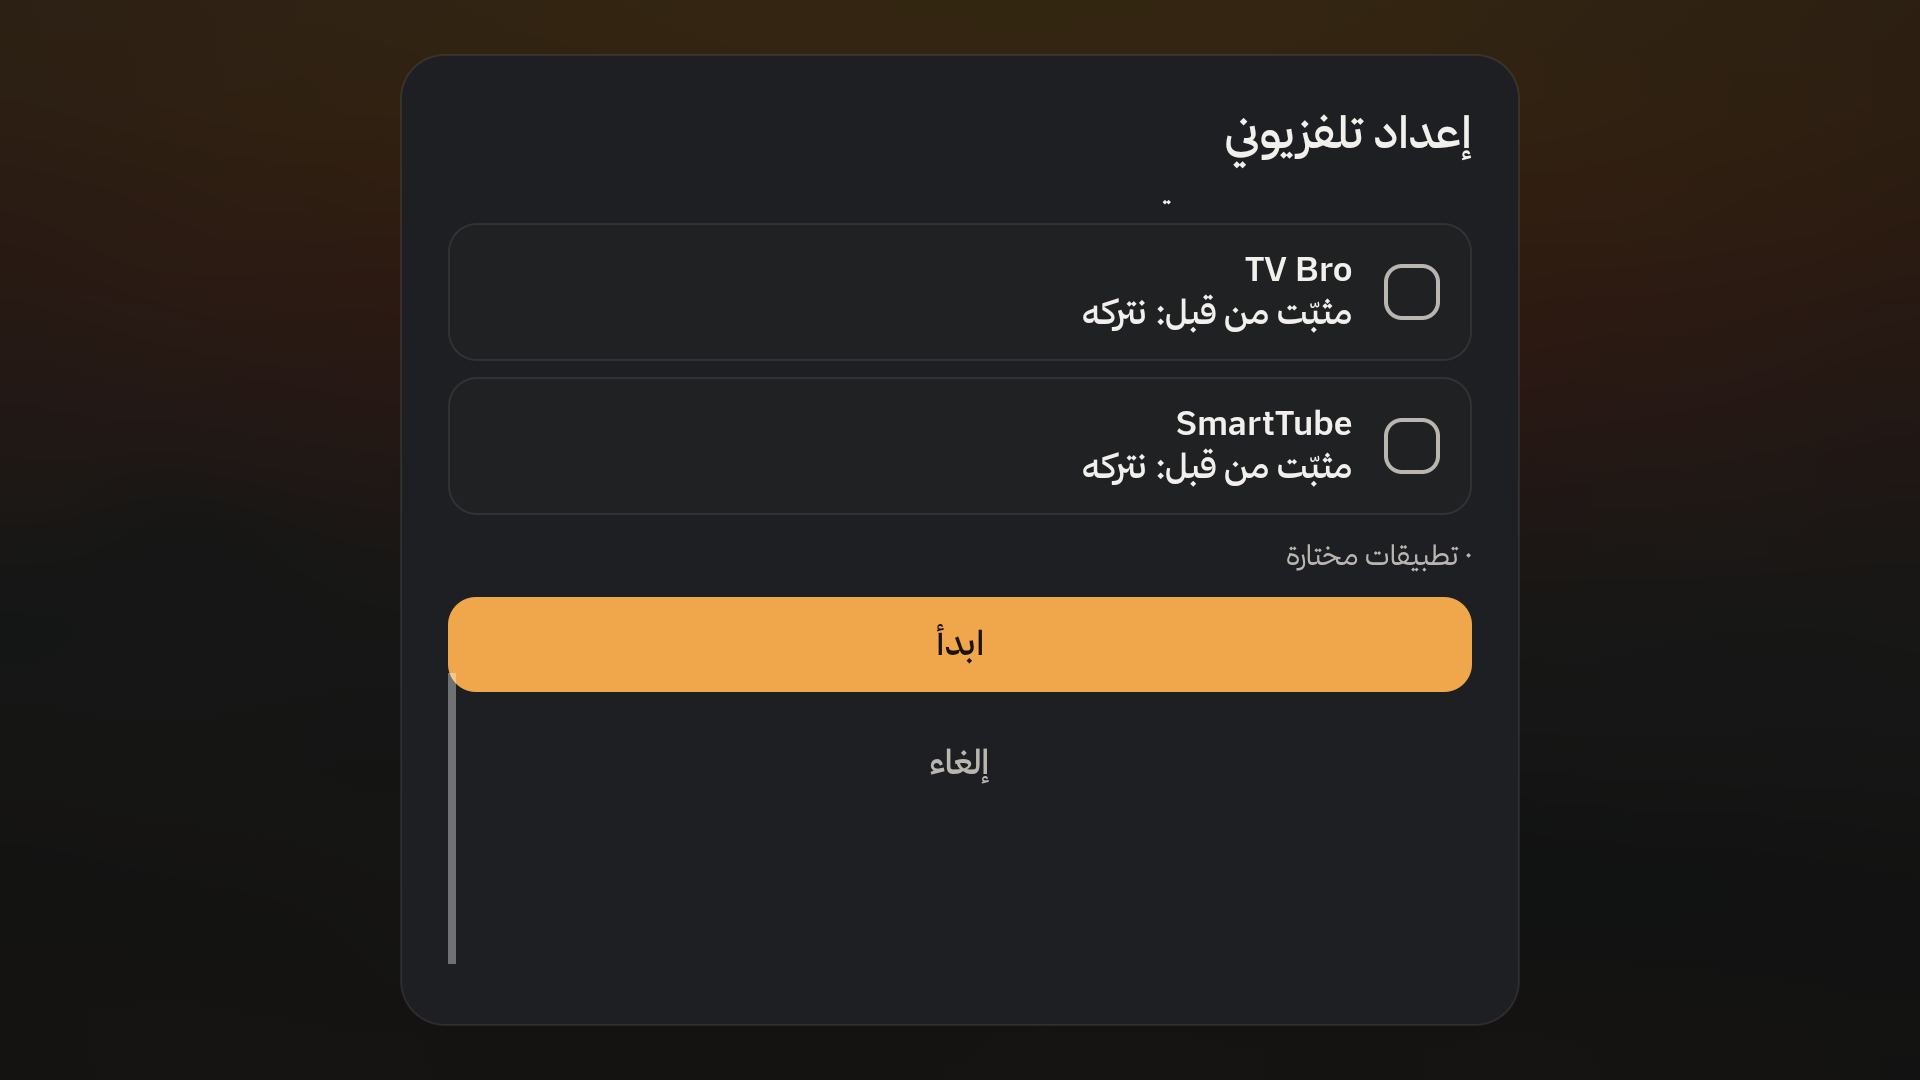 إعداد تلفزيوني
TV Bro
مثبّت من قبل: نتركه
SmartTube
مثبّت من قبل: نتركه
٠ تطبيقات مختارة
ابدأ
إلغاء